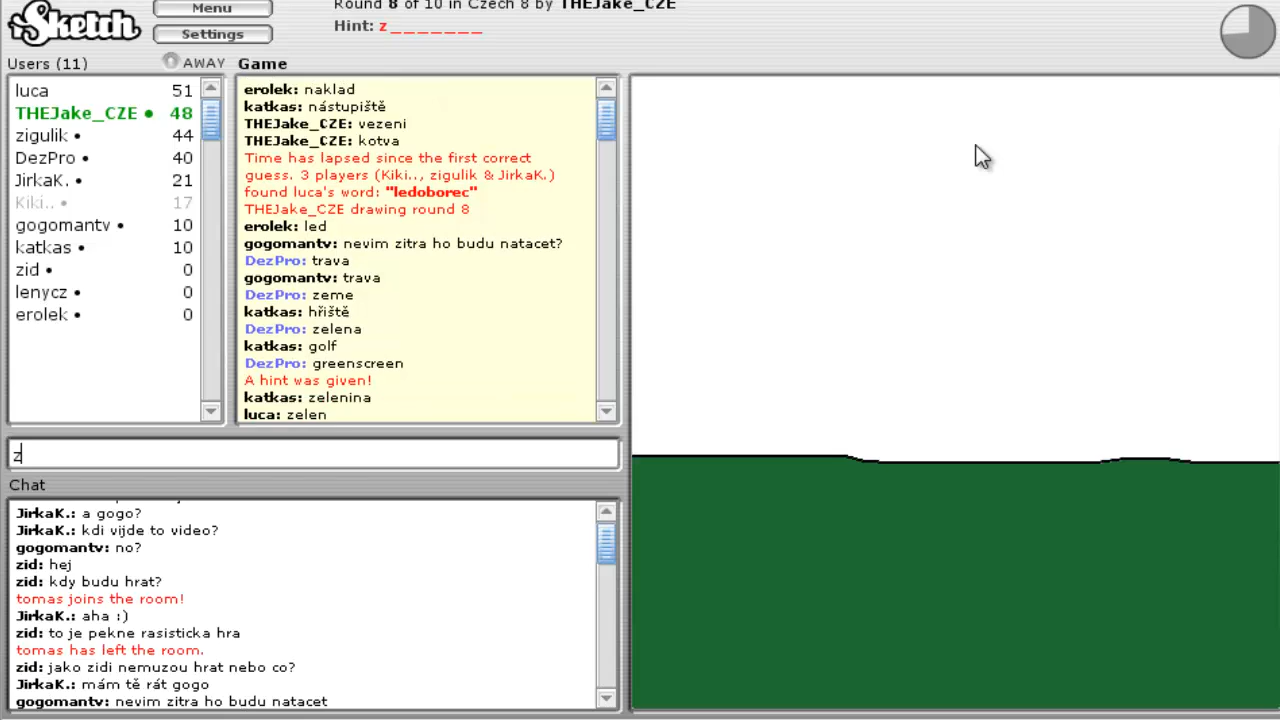 iSketch
Menu
Settings
Round 8 of 10 in Czech 8 by THEJake_CZE
Hint: z _ _ _ _ _ _ _
Users (11)
AWAY
Game
luca 51
THEJake_CZE • 48
zigulik • 44
DezPro • 40
JirkaK. • 21
Kiki.. • 17
gogomantv • 10
katkas • 10
zid • 0
lenycz • 0
erolek • 0
erolek: naklad
katkas: nástupiště
THEJake_CZE: vezeni
THEJake_CZE: kotva
Time has lapsed since the first correct
guess. 3 players (Kiki.., zigulik & JirkaK.)
found luca's word: "ledoborec"
THEJake_CZE drawing round 8
erolek: led
gogomantv: nevim zitra ho budu natacet?
DezPro: trava
gogomantv: trava
DezPro: zeme
katkas: hřiště
DezPro: zelena
katkas: golf
DezPro: greenscreen
A hint was given!
katkas: zelenina
luca: zelen
z
Chat
JirkaK.: a gogo?
JirkaK.: kdi vijde to video?
gogomantv: no?
zid: hej
zid: kdy budu hrat?
tomas joins the room!
JirkaK.: aha :)
zid: to je pekne rasisticka hra
tomas has left the room.
zid: jako zidi nemuzou hrat nebo co?
JirkaK.: mám tě rát gogo
gogomantv: nevim zitra ho budu natacet